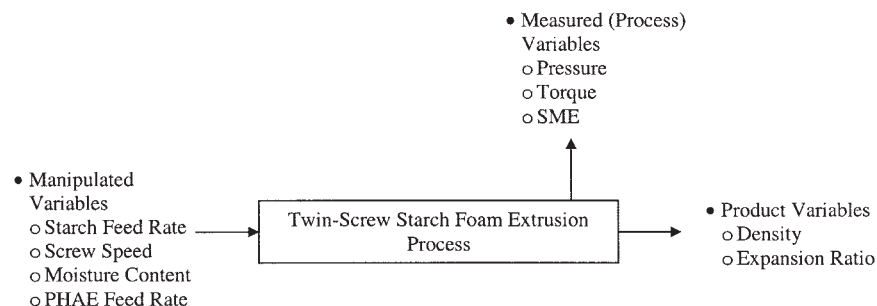 • Measured (Process)
Variables
o Pressure
o Torque
o SME
• Manipulated
Variables
o Starch Feed Rate
o Screw Speed
o Moisture Content
o PHAE Feed Rate
Twin-Screw Starch Foam Extrusion
Process
• Product Variables
o Density
o Expansion Ratio